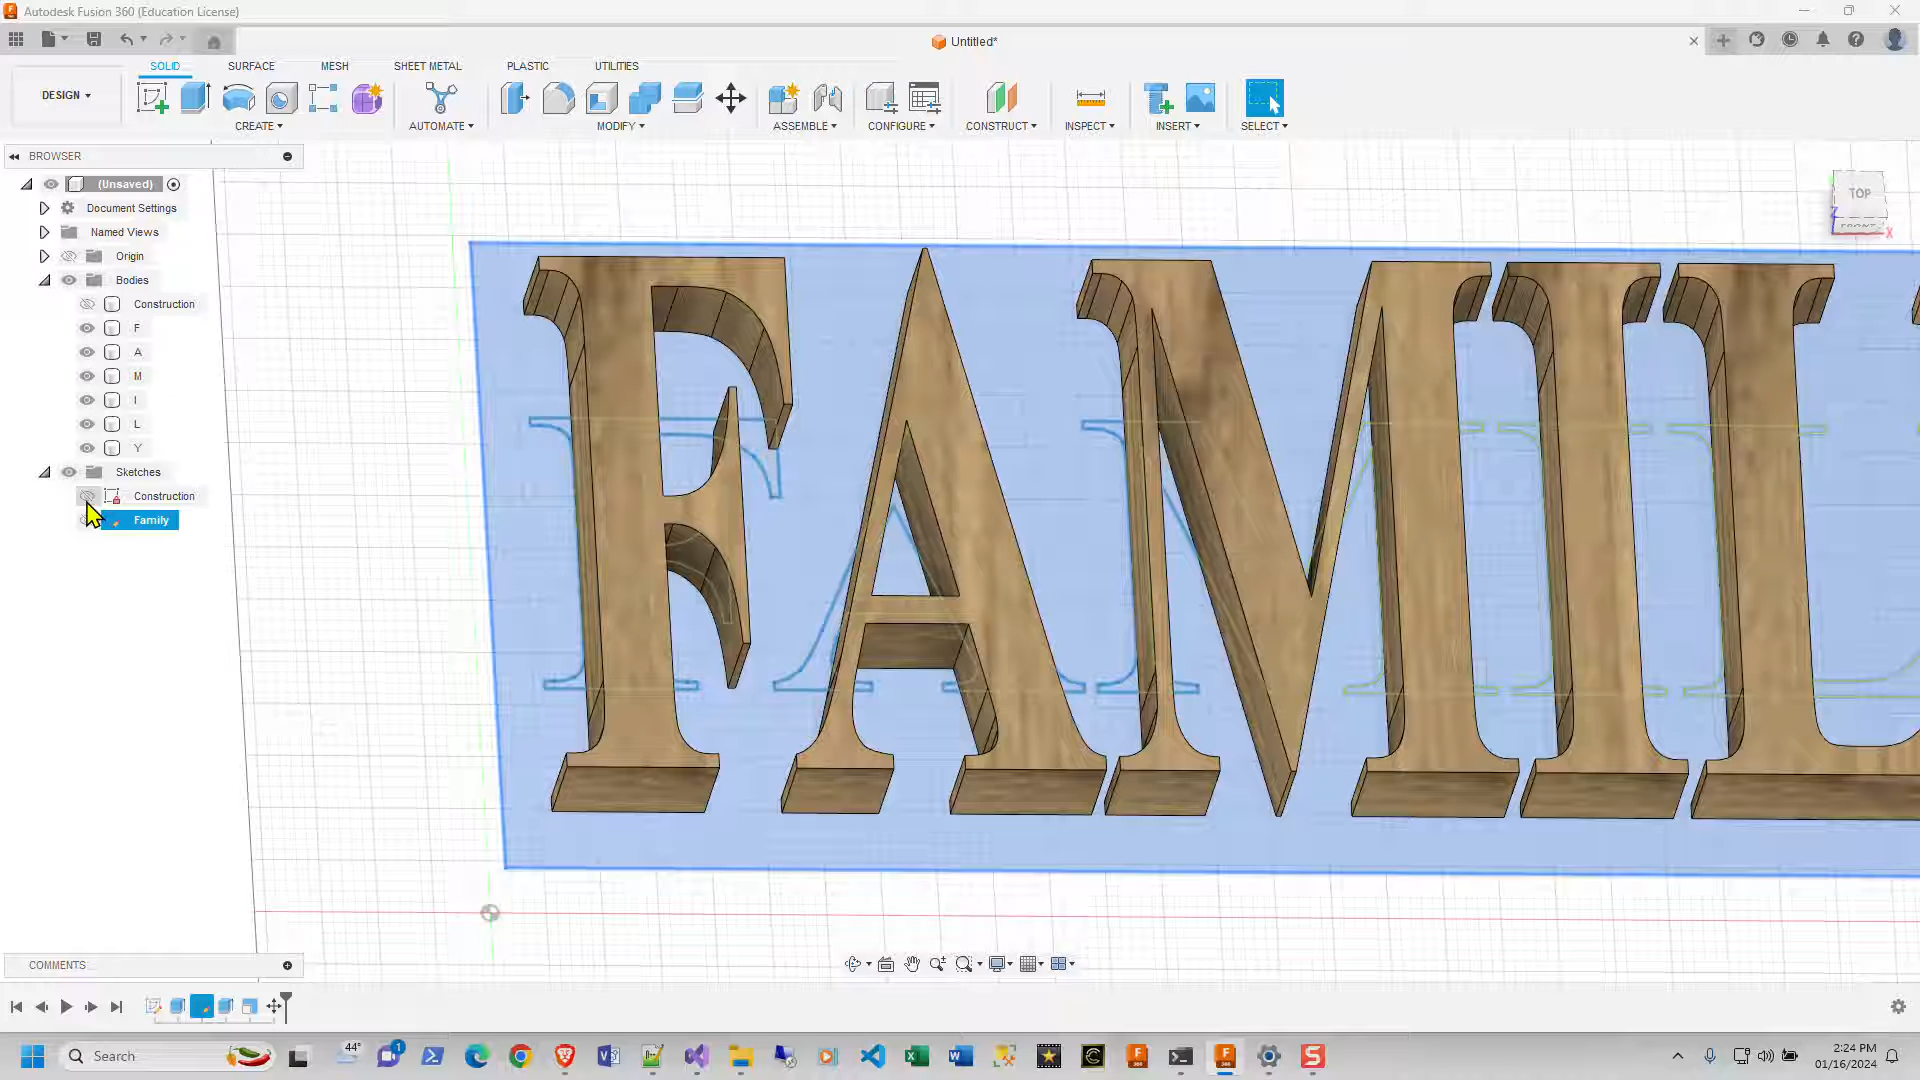 Autodesk Fusion 360 (Education License)
Untitled*
DESIGN
SOLID SURFACE MESH SHEET METAL PLASTIC UTILITIES
CREATE AUTOMATE MODIFY ASSEMBLE CONFIGURE CONSTRUCT INSPECT INSERT SELECT
BROWSER
(Unsaved)
Document Settings
Named Views
Origin
Bodies
Construction
F
A
M
I
L
Y
Sketches
Construction
Family
TOP
FRONT
Z
X
FAMIL
COMMENTS
Search
44°
1
2:24 PM
01/16/2024